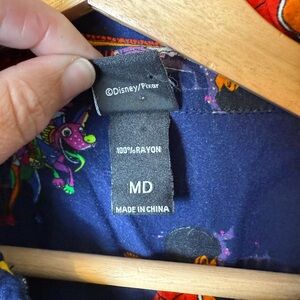 ©Disney/Pixar
100% RAYON
MD
MADE IN CHINA